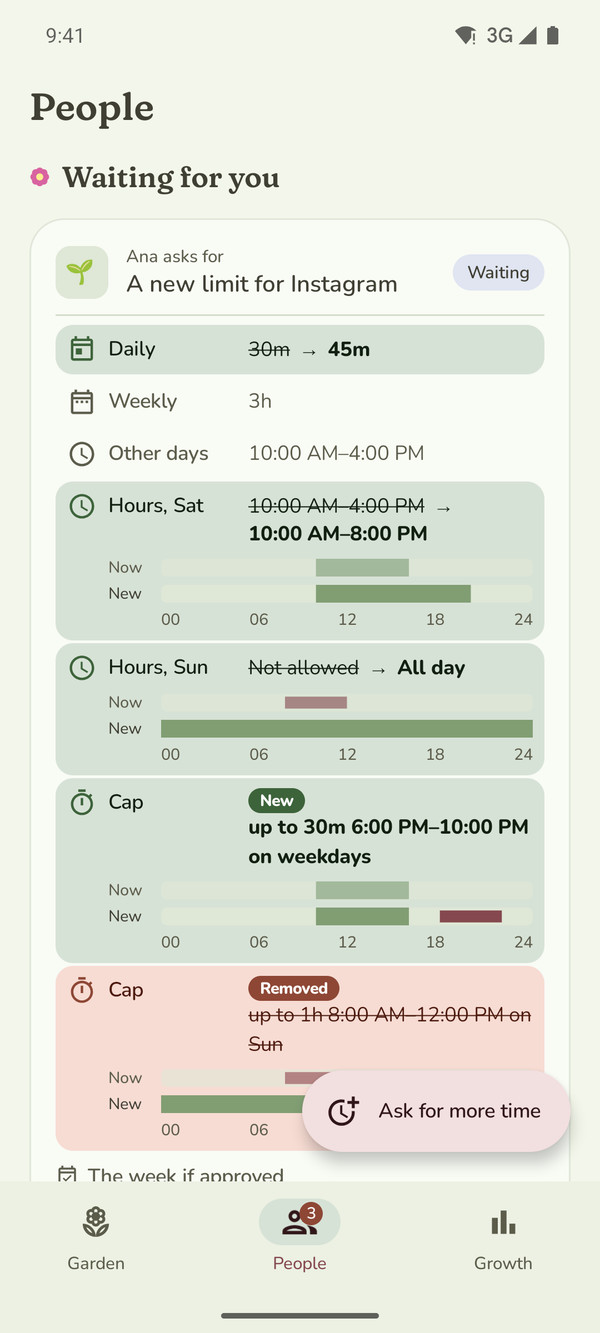 9:41
3G
People
Waiting for you
Ana asks for
A new limit for Instagram
Waiting
Daily
30m → 45m
Weekly
3h
Other days
10:00 AM–4:00 PM
Hours, Sat
10:00 AM–4:00 PM →
10:00 AM–8:00 PM
Now
New
00 06 12 18 24
Hours, Sun
Not allowed → All day
Now
New
00 06 12 18 24
Cap
New
up to 30m 6:00 PM–10:00 PM
on weekdays
Now
New
00 06 12 18 24
Cap
Removed
up to 1h 8:00 AM–12:00 PM on
Sun
Now
New
00 06
Ask for more time
The week if approved
3
Garden
People
Growth